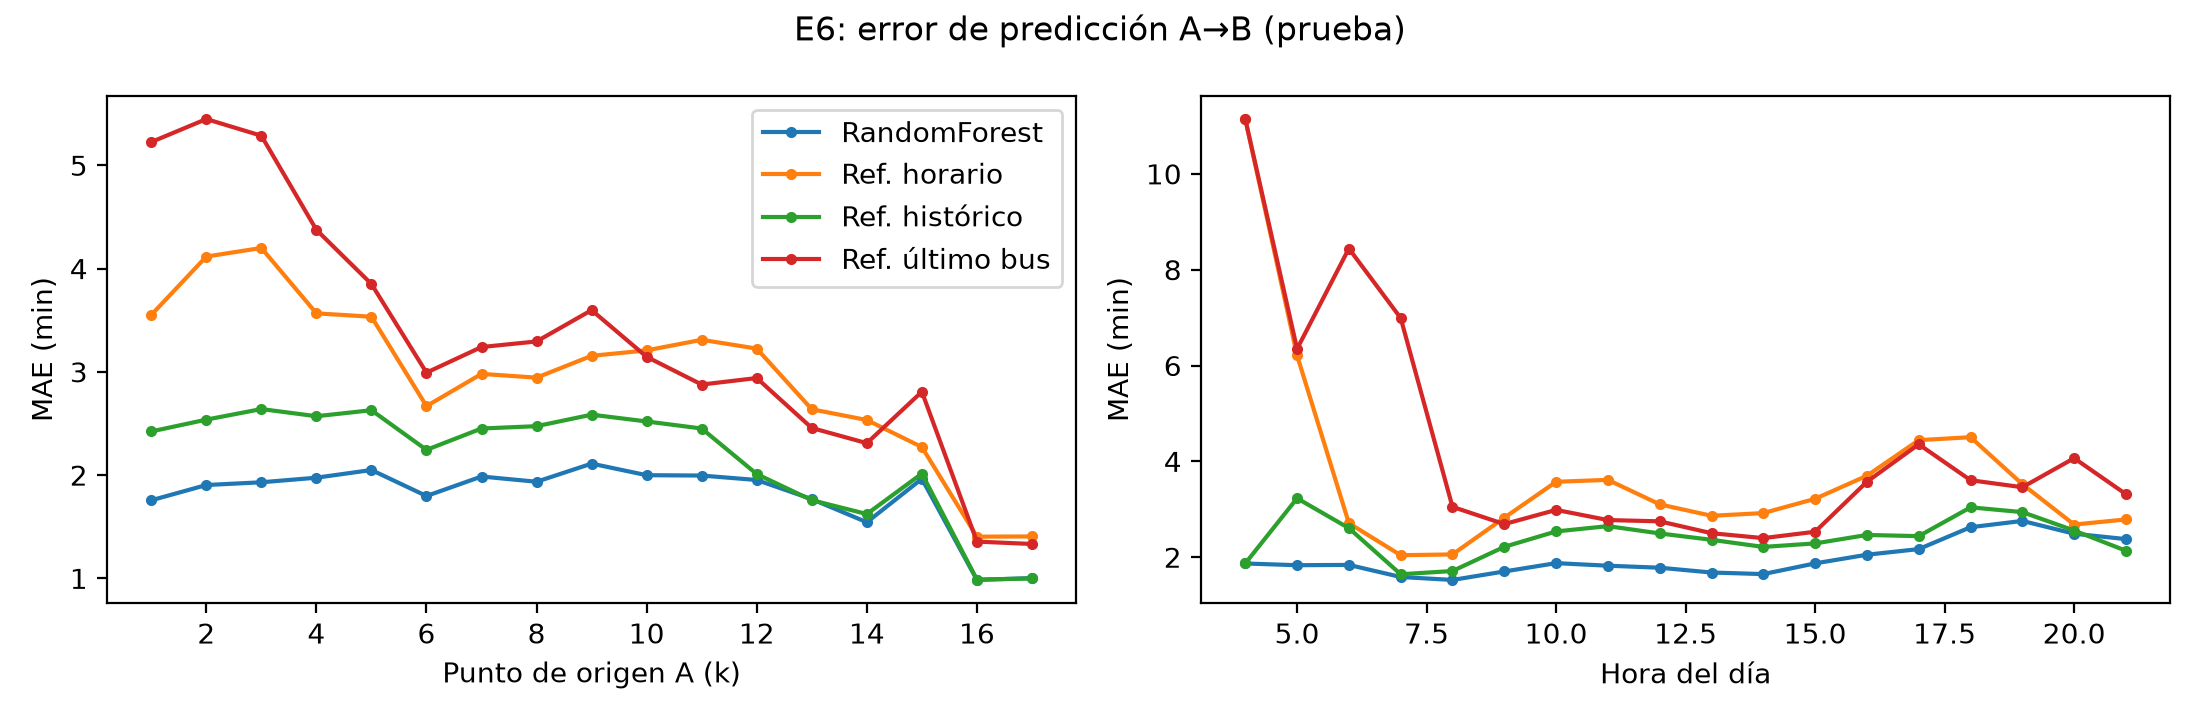 E6: error de predicción A→B (prueba)
MAE (min)
5
4
3
2
1
2 4 6 8 10 12 14 16
Punto de origen A (k)
RandomForest
Ref. horario
Ref. histórico
Ref. último bus
MAE (min)
10
8
6
4
2
5.0 7.5 10.0 12.5 15.0 17.5 20.0
Hora del día